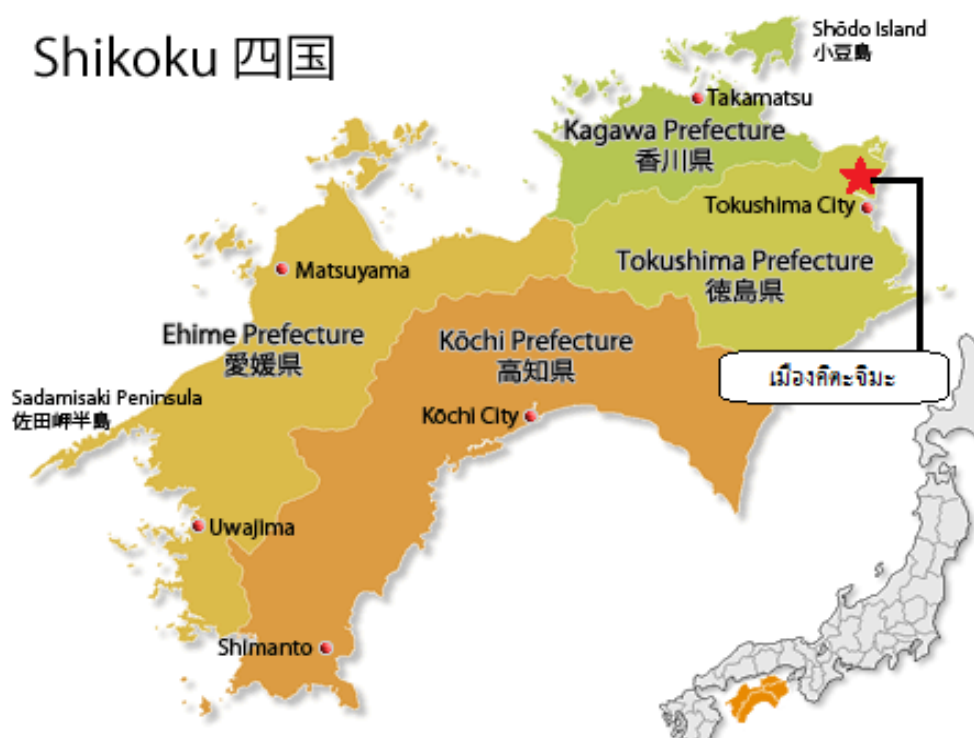 Shikoku 四国
Shōdo Island
小豆島
Takamatsu
Kagawa Prefecture
香川県
Tokushima City
Matsuyama
Tokushima Prefecture
徳島県
Ehime Prefecture
愛媛県
Kōchi Prefecture
高知県
เมืองคิตะจิมะ
Sadamisaki Peninsula
佐田岬半島
Kōchi City
Uwajima
Shimanto